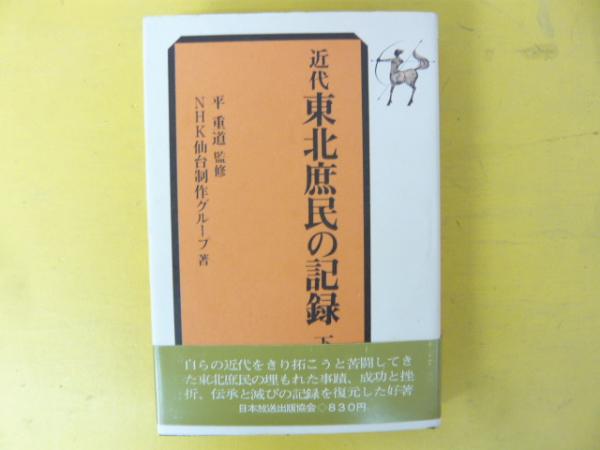 近代 東北庶民の記録 下
平 重道 監修
NHK仙台制作グループ 著
自らの近代をきり拓こうと苦闘してき
た東北庶民の埋もれた事蹟、成功と挫
折、伝承と滅びの記録を復元した好著
日本放送出版協会◇830円